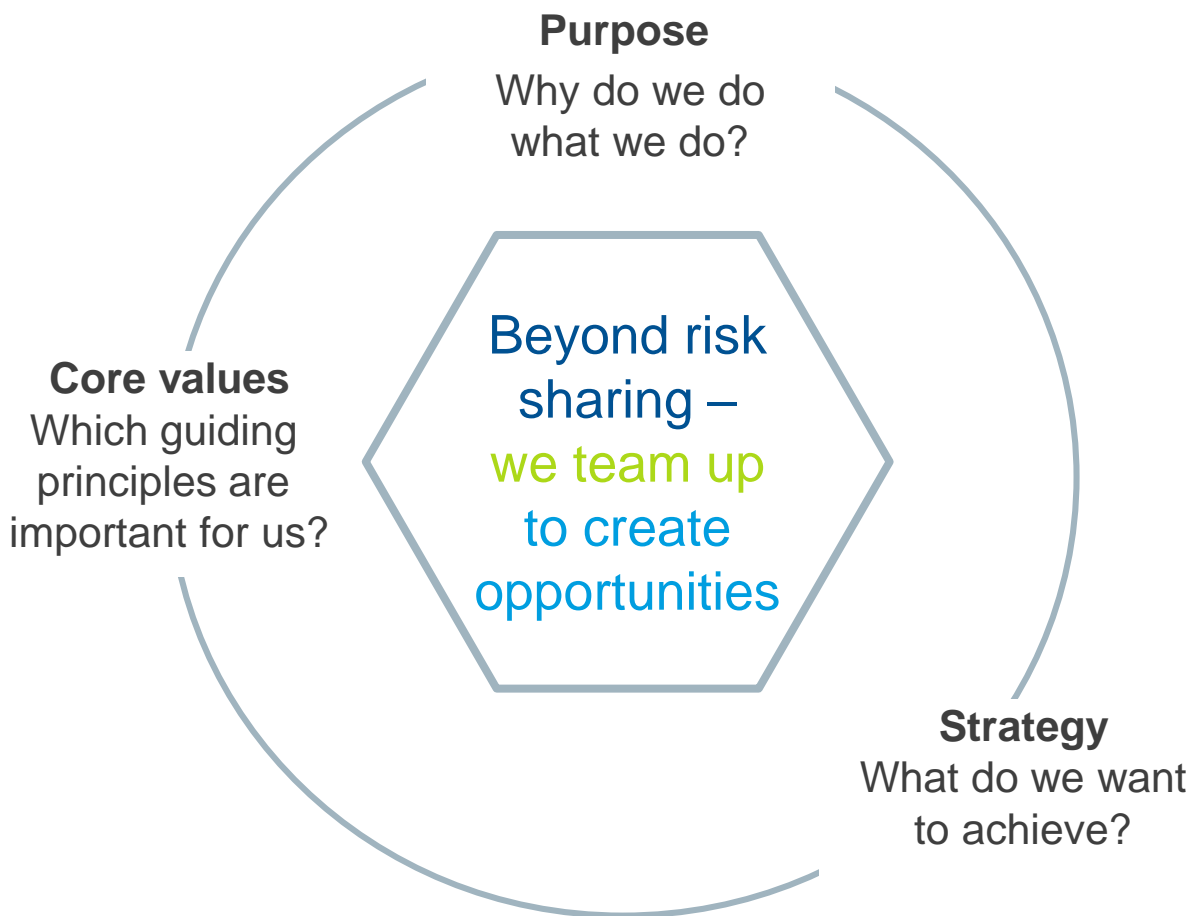 Purpose
Why do we do
what we do?
Beyond risk
sharing –
we team up
to create
opportunities
Core values
Which guiding
principles are
important for us?
Strategy
What do we want
to achieve?